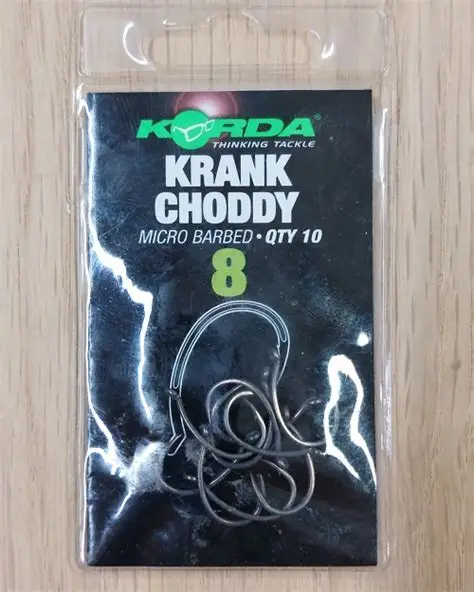 KORDA®
THINKING TACKLE
KRANK
CHODDY
MICRO BARBED • QTY 10
8